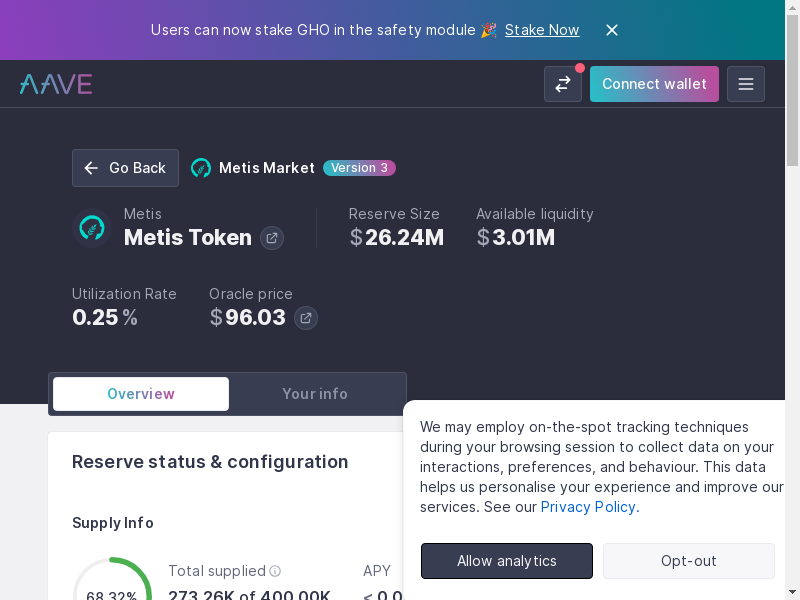 Users can now stake GHO in the safety module 🎉 Stake Now
AAVE
Connect wallet
Go Back
Metis Market
Version 3
Metis
Metis Token
Reserve Size
$26.24M
Available liquidity
$3.01M
Utilization Rate
0.25 %
Oracle price
$96.03
Overview
Your info
We may employ on-the-spot tracking techniques
during your browsing session to collect data on your
interactions, preferences, and behaviour. This data
helps us personalise your experience and improve our
services. See our Privacy Policy.
Allow analytics
Opt-out
Reserve status & configuration
Supply Info
68.32%
Total supplied
273.26K of 400.00K
APY